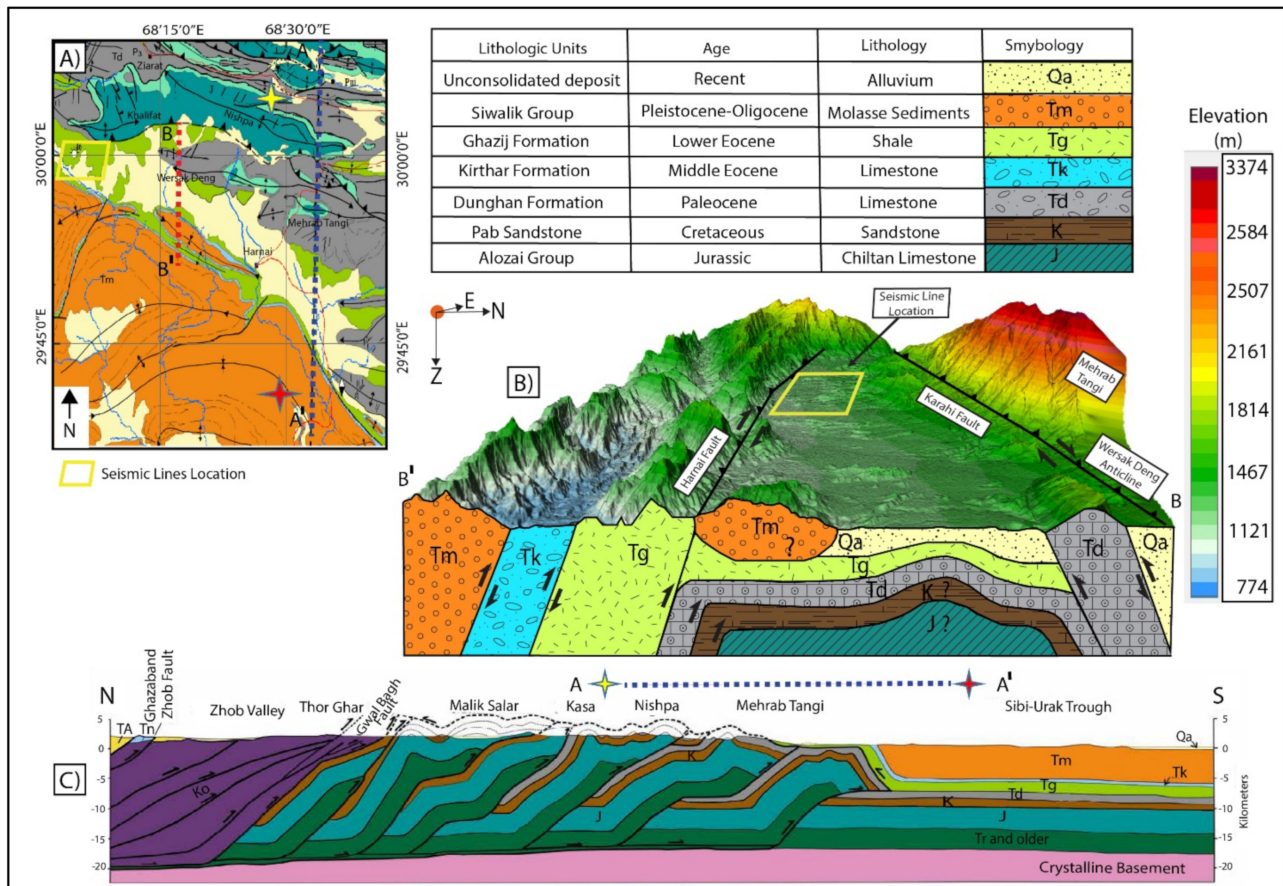 68°15'0"E 68°30'0"E
A)
P3
Td
Ziarat
A
Khalifat
Nishpa
B
30°00'0"E
30°00'0"E
Wersak Deng
Mehrab Tangi
Harnai
B'
Tm
29°45'0"E
29°45'0"E
A'
N
Seismic Lines Location
Lithologic Units Age Lithology Smybology
Unconsolidated deposit Recent Alluvium Qa
Siwalik Group Pleistocene-Oligocene Molasse Sediments Tm
Ghazij Formation Lower Eocene Shale Tg
Kirthar Formation Middle Eocene Limestone Tk
Dunghan Formation Paleocene Limestone Td
Pab Sandstone Cretaceous Sandstone K
Alozai Group Jurassic Chiltan Limestone J
Elevation
(m)
3374
2584
2507
2161
1814
1467
1121
774
E
N
Z
B)
Seismic Line
Location
Mehrab
Tangi
Karahi Fault
Harnai Fault
Wersak Deng
Anticline
B'
B
Tm
Tk
Tg
Tm
?
Qa
Tg
Td
K ?
J ?
Td
Qa
C)
N
A A'
S
Ghazaband
Zhob Fault
TA
Tn
Zhob Valley
Thor Ghar
Gwal Bagh
Fault
Malik Salar
Kasa
Nishpa
Mehrab Tangi
Sibi-Urak Trough
5
0
-5
-10
-15
-20
Ko
K
J
Qa
Tm
Tk
Tg
Td
K
J
Tr and older
Crystalline Basement
5
0
-5
-10
-15
-20
Kilometers